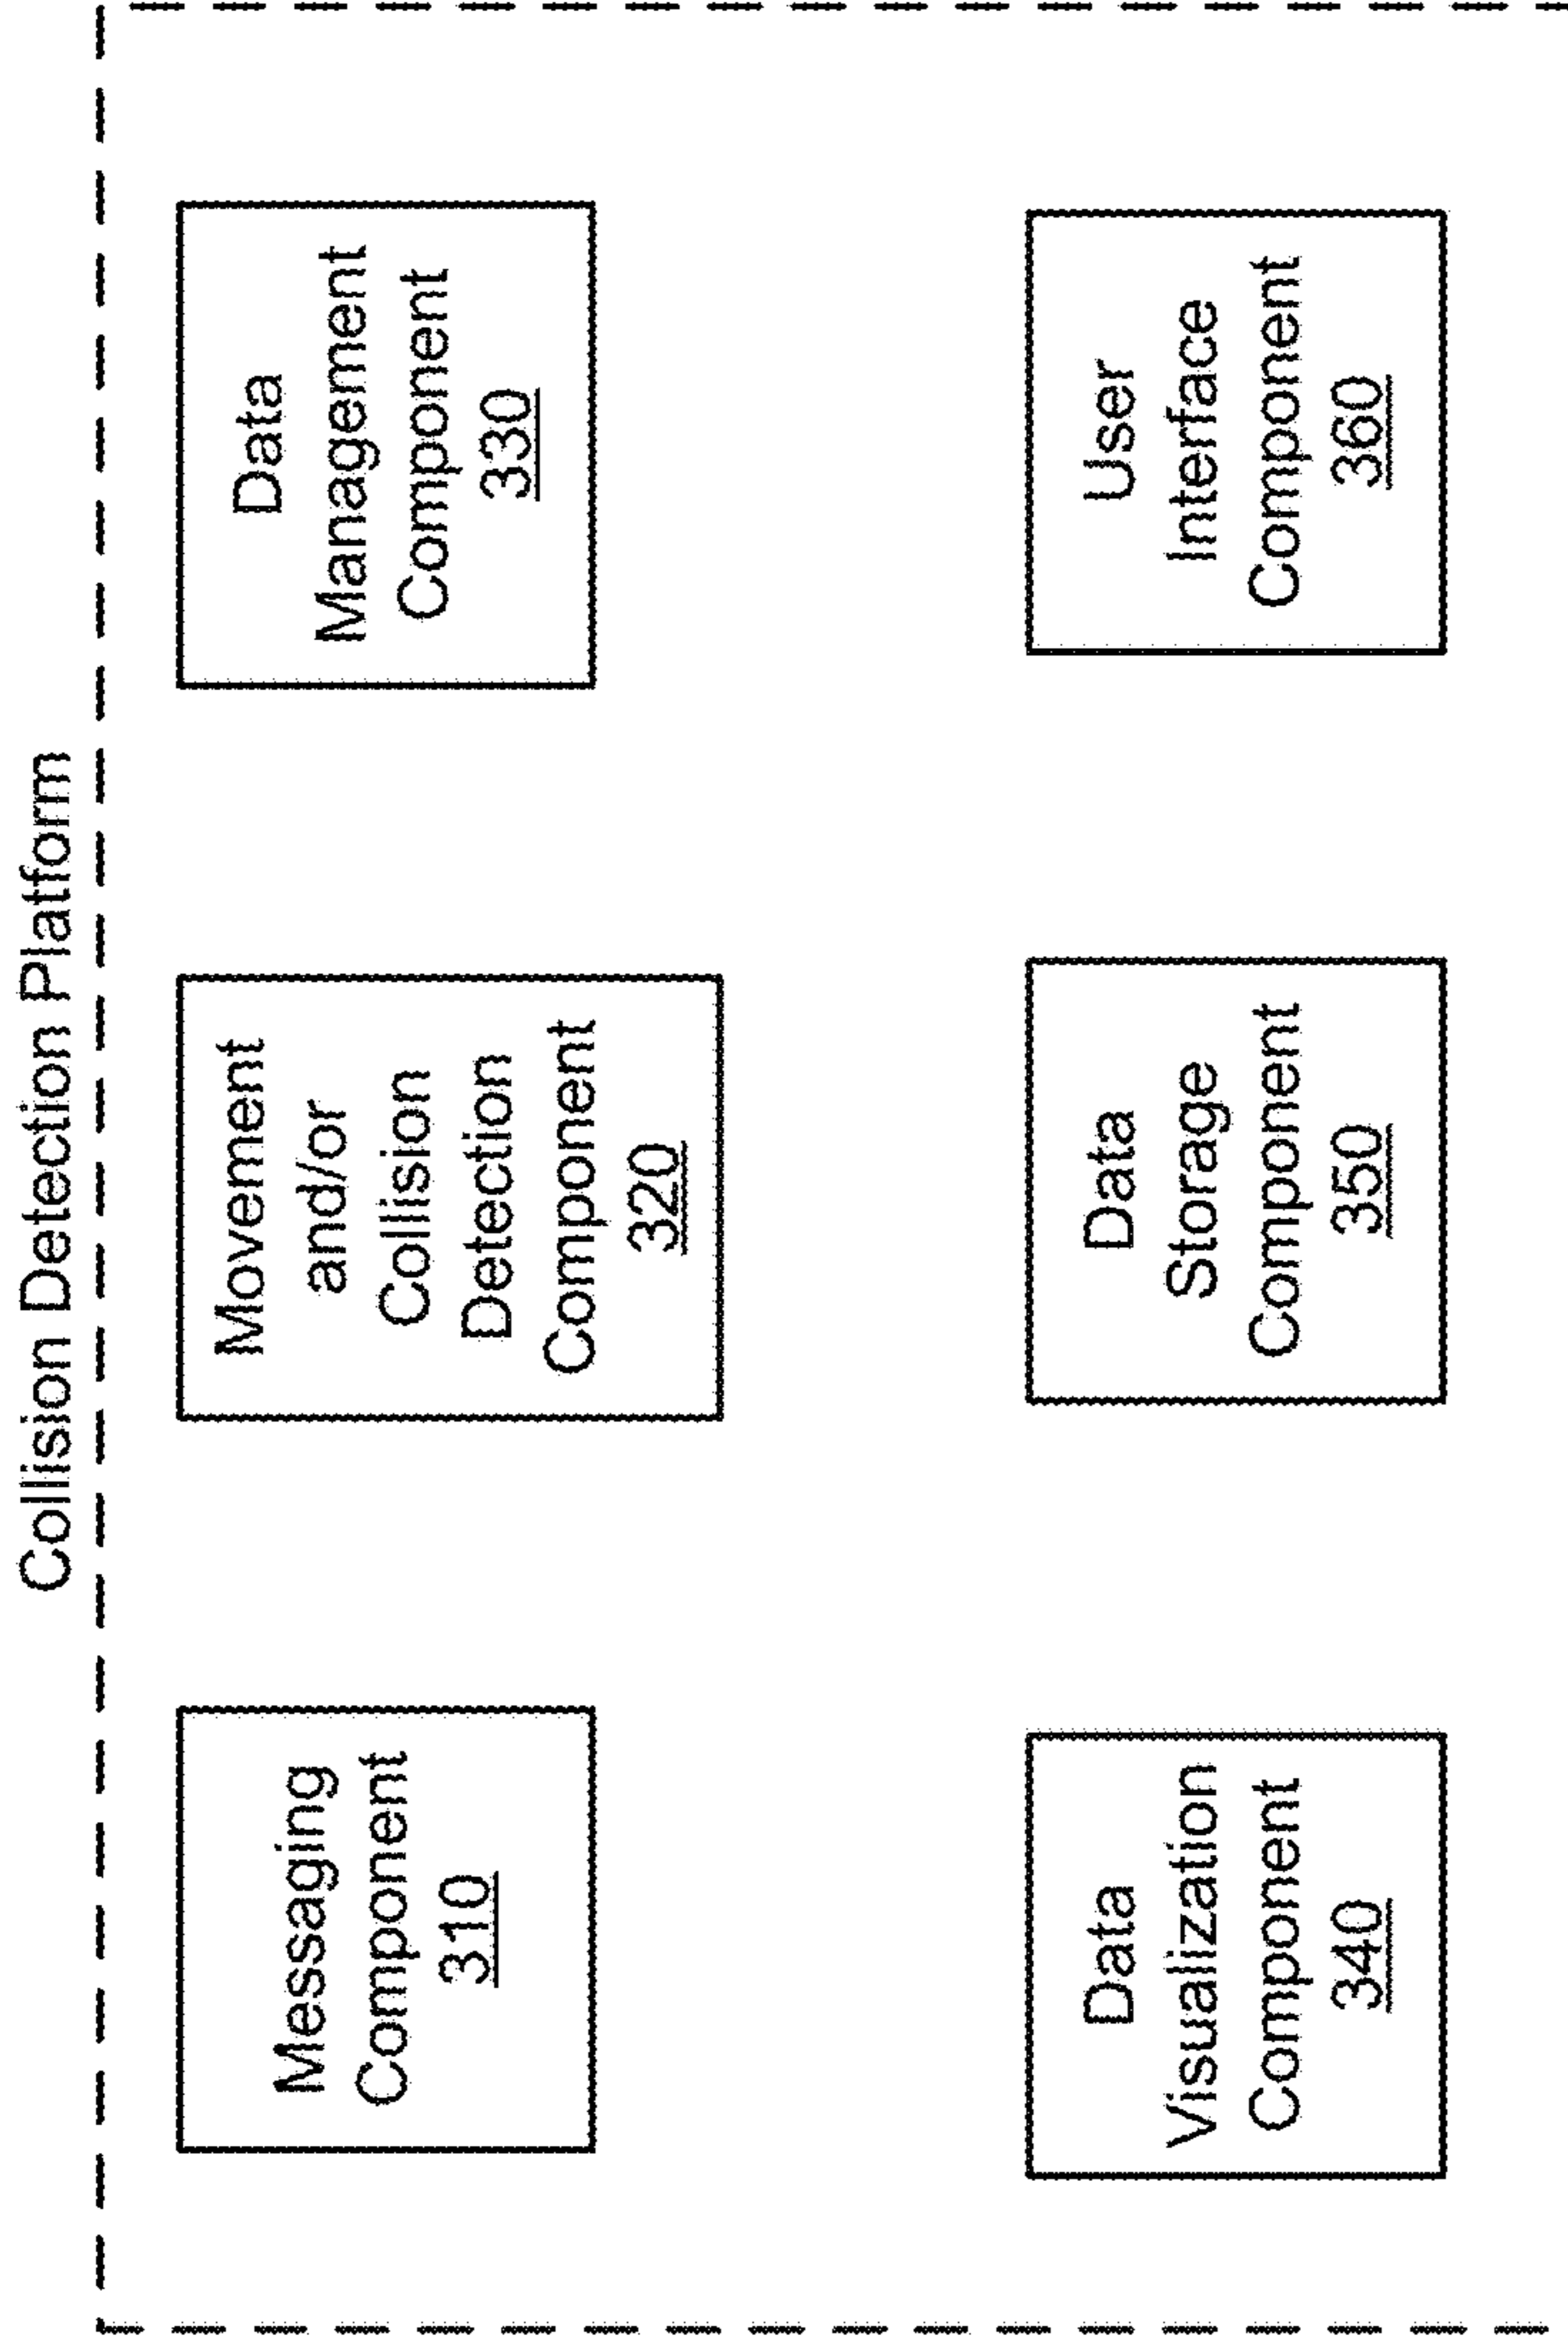 Collision Detection Platform
Messaging
Component
310
Movement
and/or
Collision
Detection
Component
320
Data
Management
Component
330
Data
Visualization
Component
340
Data
Storage
Component
350
User
Interface
Component
360